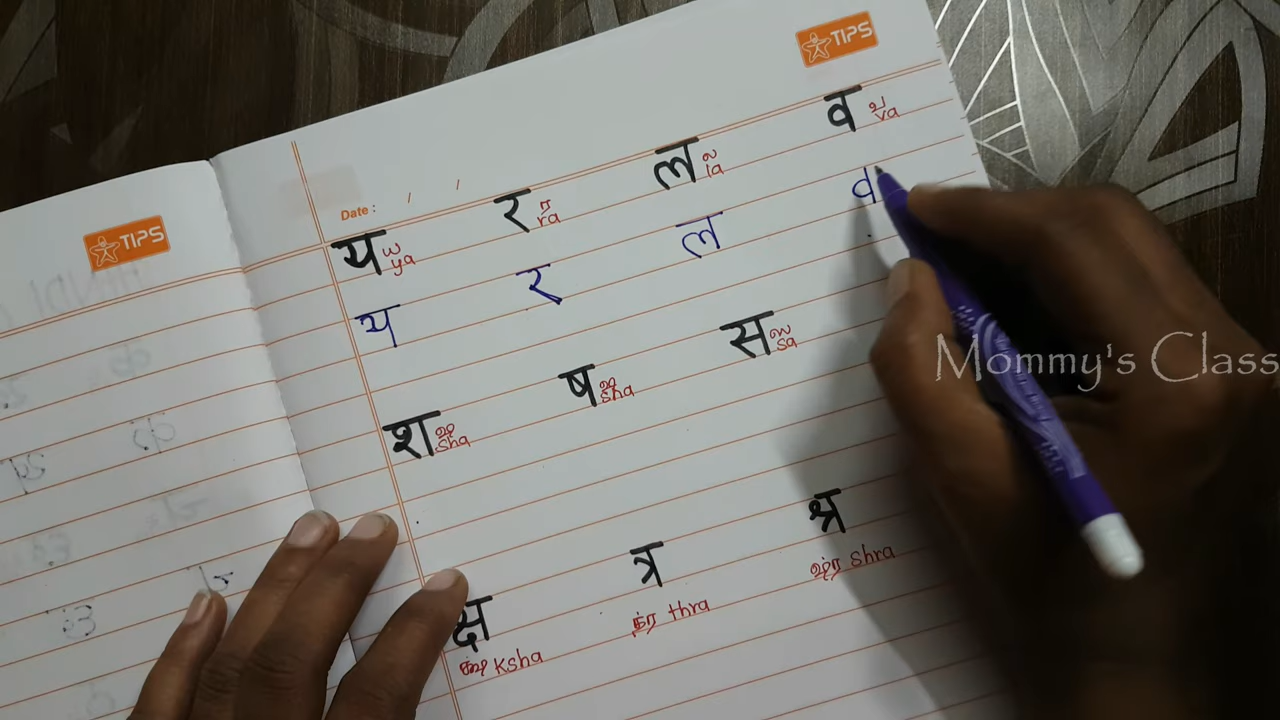 TIPS
TIPS
Date : / /
य ய ya र ர ra ल ல la व வ va
य र ल व
श ஷ sha ष ஷ sha स ஸ sa
क्ष க்ஷ ksha त्र த்ர thra श्र ஷ்ர shra
Mommy's Class